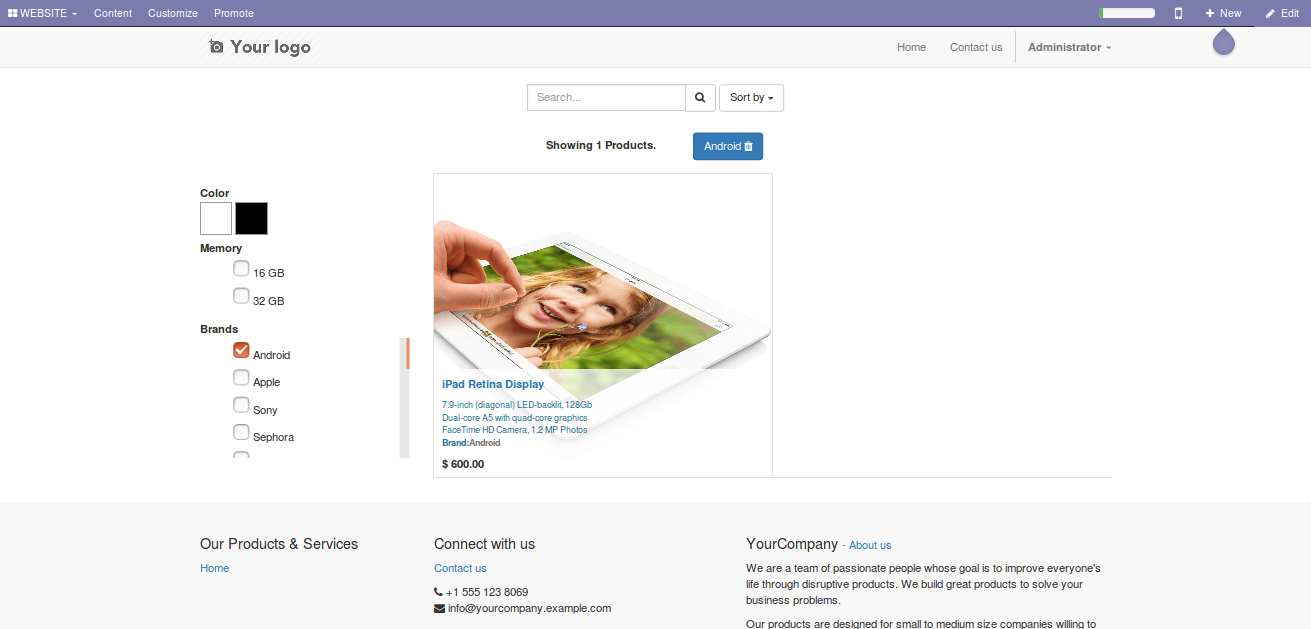 WEBSITE Content Customize Promote New Edit
Your logo Home Contact us Administrator
Search... Sort by
Showing 1 Products. Android
Color
Memory
16 GB
32 GB
Brands
Android
Apple
Sony
Sephora
iPad Retina Display
7.9-inch (diagonal) LED-backlit, 128Gb
Dual-core A5 with quad-core graphics
FaceTime HD Camera, 1.2 MP Photos
Brand:Android
$ 600.00
Our Products & Services
Home
Connect with us
Contact us
+1 555 123 8069
info@yourcompany.example.com
YourCompany - About us
We are a team of passionate people whose goal is to improve everyone's
life through disruptive products. We build great products to solve your
business problems.
Our products are designed for small to medium size companies willing to